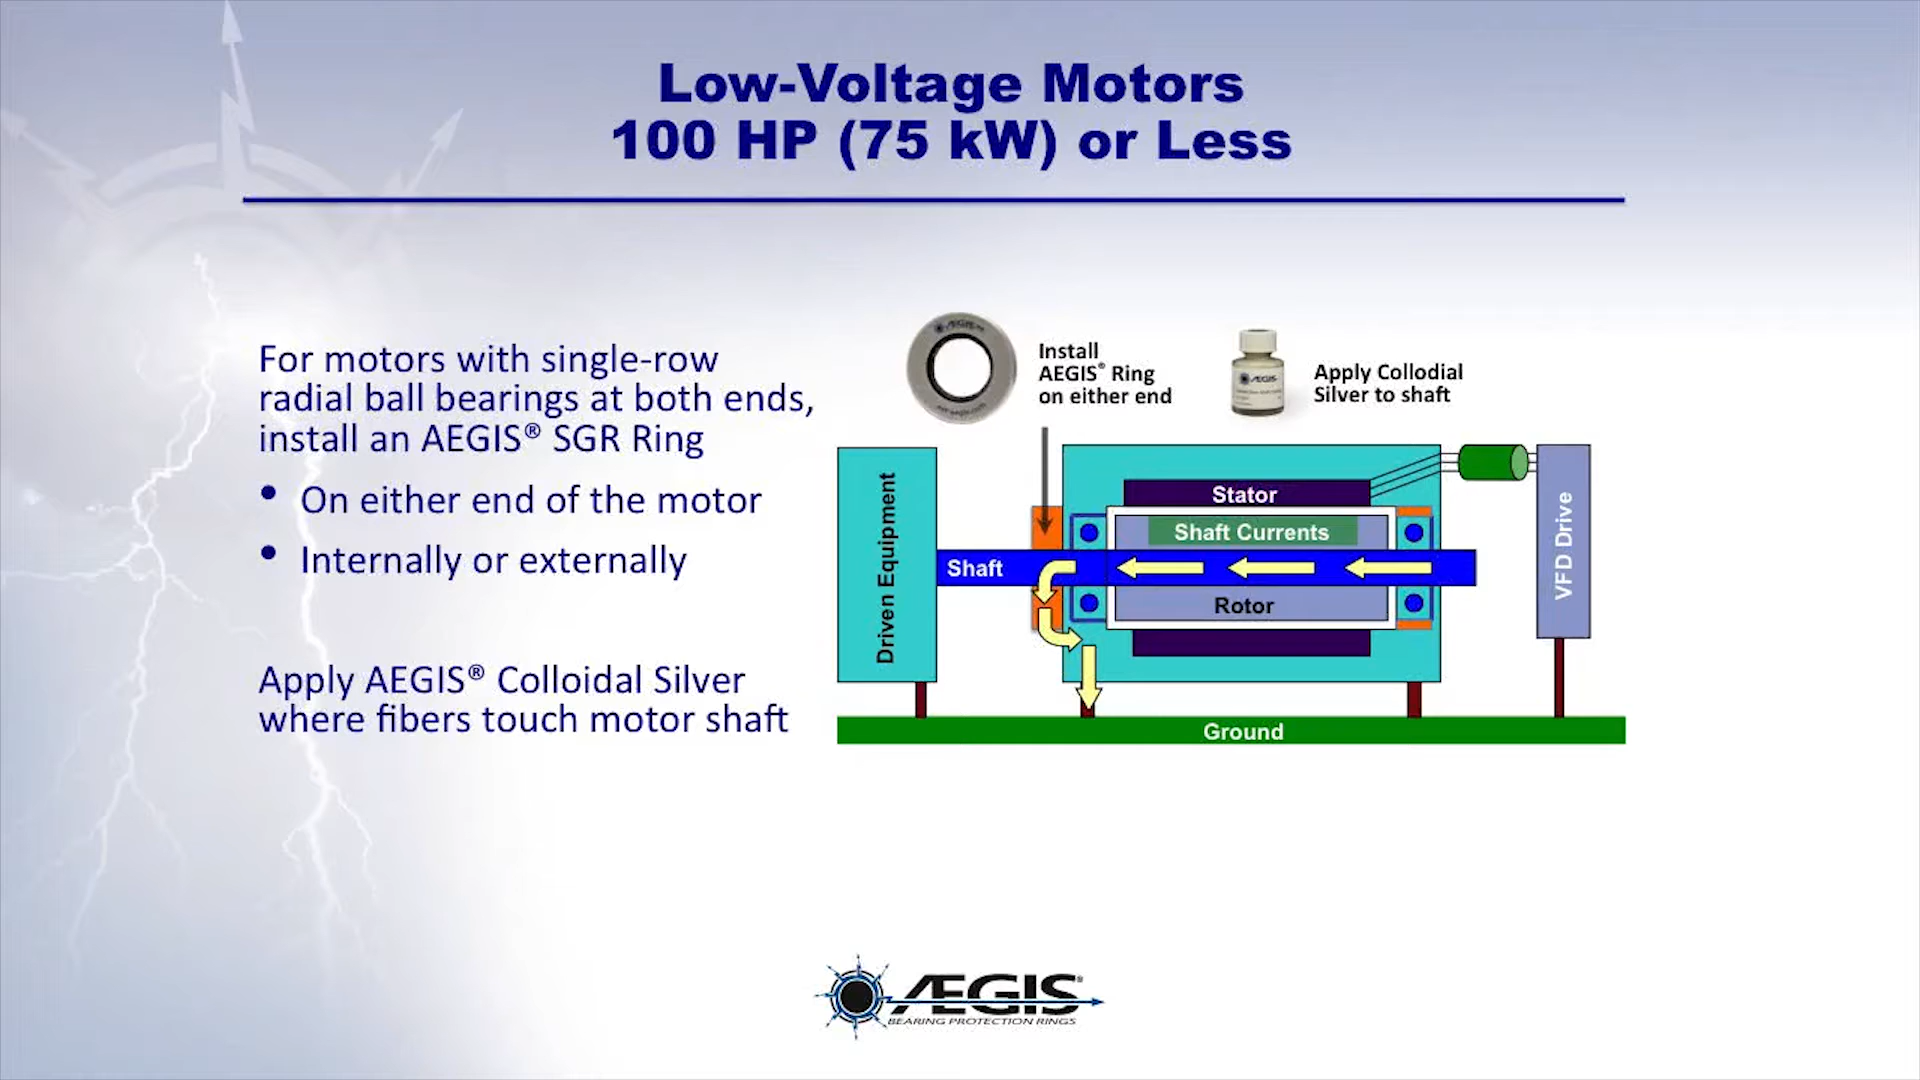 Low-Voltage Motors
100 HP (75 kW) or Less
For motors with single-row
radial ball bearings at both ends,
install an AEGIS® SGR Ring
• On either end of the motor
• Internally or externally
Apply AEGIS® Colloidal Silver
where fibers touch motor shaft
ÆGIS
Install
AEGIS® Ring
on either end
ÆGIS
Apply Collodial
Silver to shaft
Driven Equipment
Stator
Shaft Currents
Shaft
Rotor
VFD Drive
Ground
ÆGIS®
BEARING PROTECTION RINGS